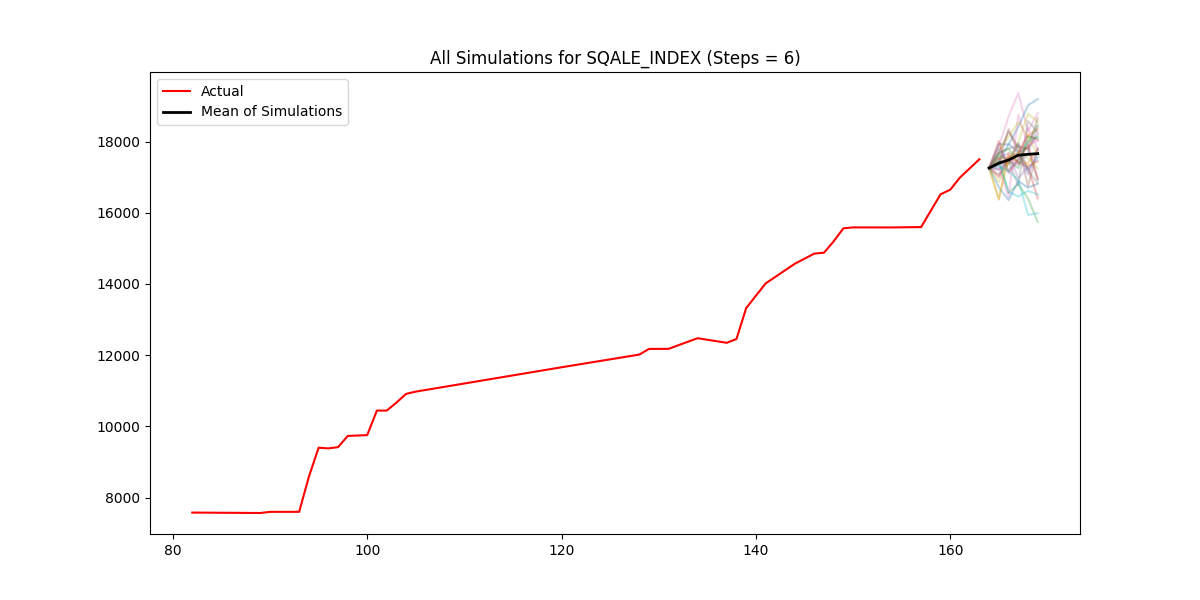 All Simulations for SQALE_INDEX (Steps = 6)
Actual
Mean of Simulations
18000
16000
14000
12000
10000
8000
80 100 120 140 160